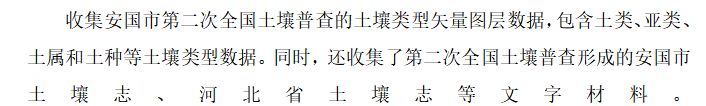 收集安国市第二次全国土壤普查的土壤类型矢量图层数据，包含土类、亚类、
土属和土种等土壤类型数据。同时，还收集了第二次全国土壤普查形成的安国市
土壤志、河北省土壤志等文字材料。